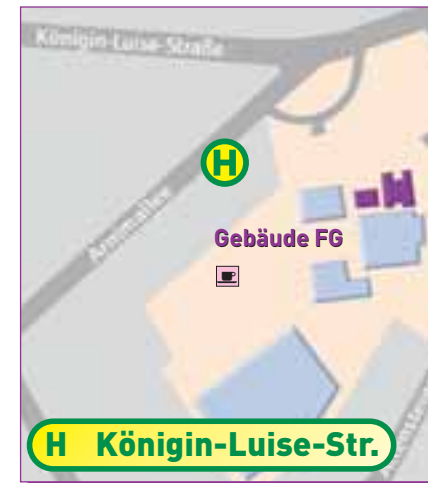 Königin-Luise-Straße
H
Arnimallee
Gebäude FG
H Königin-Luise-Str.